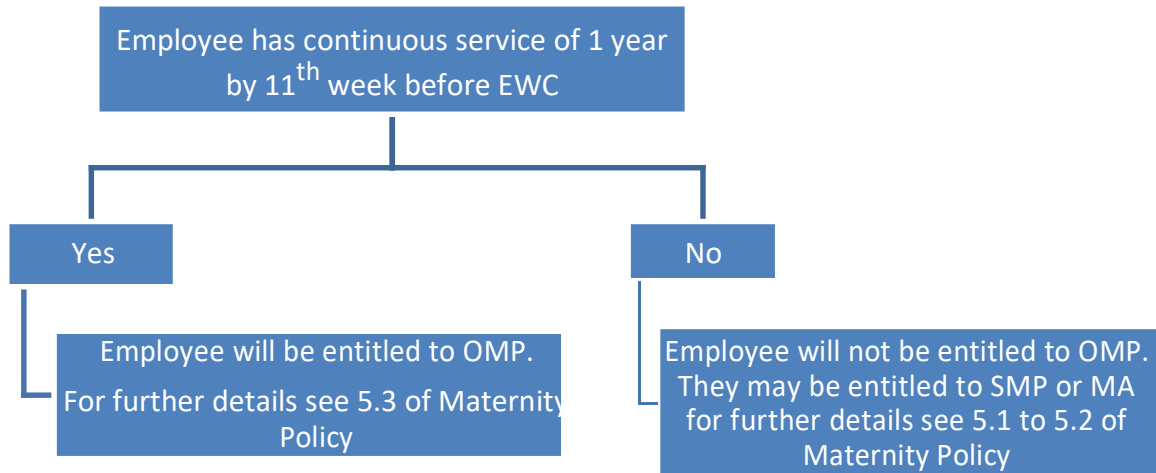 Employee has continuous service of 1 year
by 11th week before EWC
Yes
No
Employee will be entitled to OMP.
For further details see 5.3 of Maternity
Policy
Employee will not be entitled to OMP.
They may be entitled to SMP or MA
for further details see 5.1 to 5.2 of
Maternity Policy